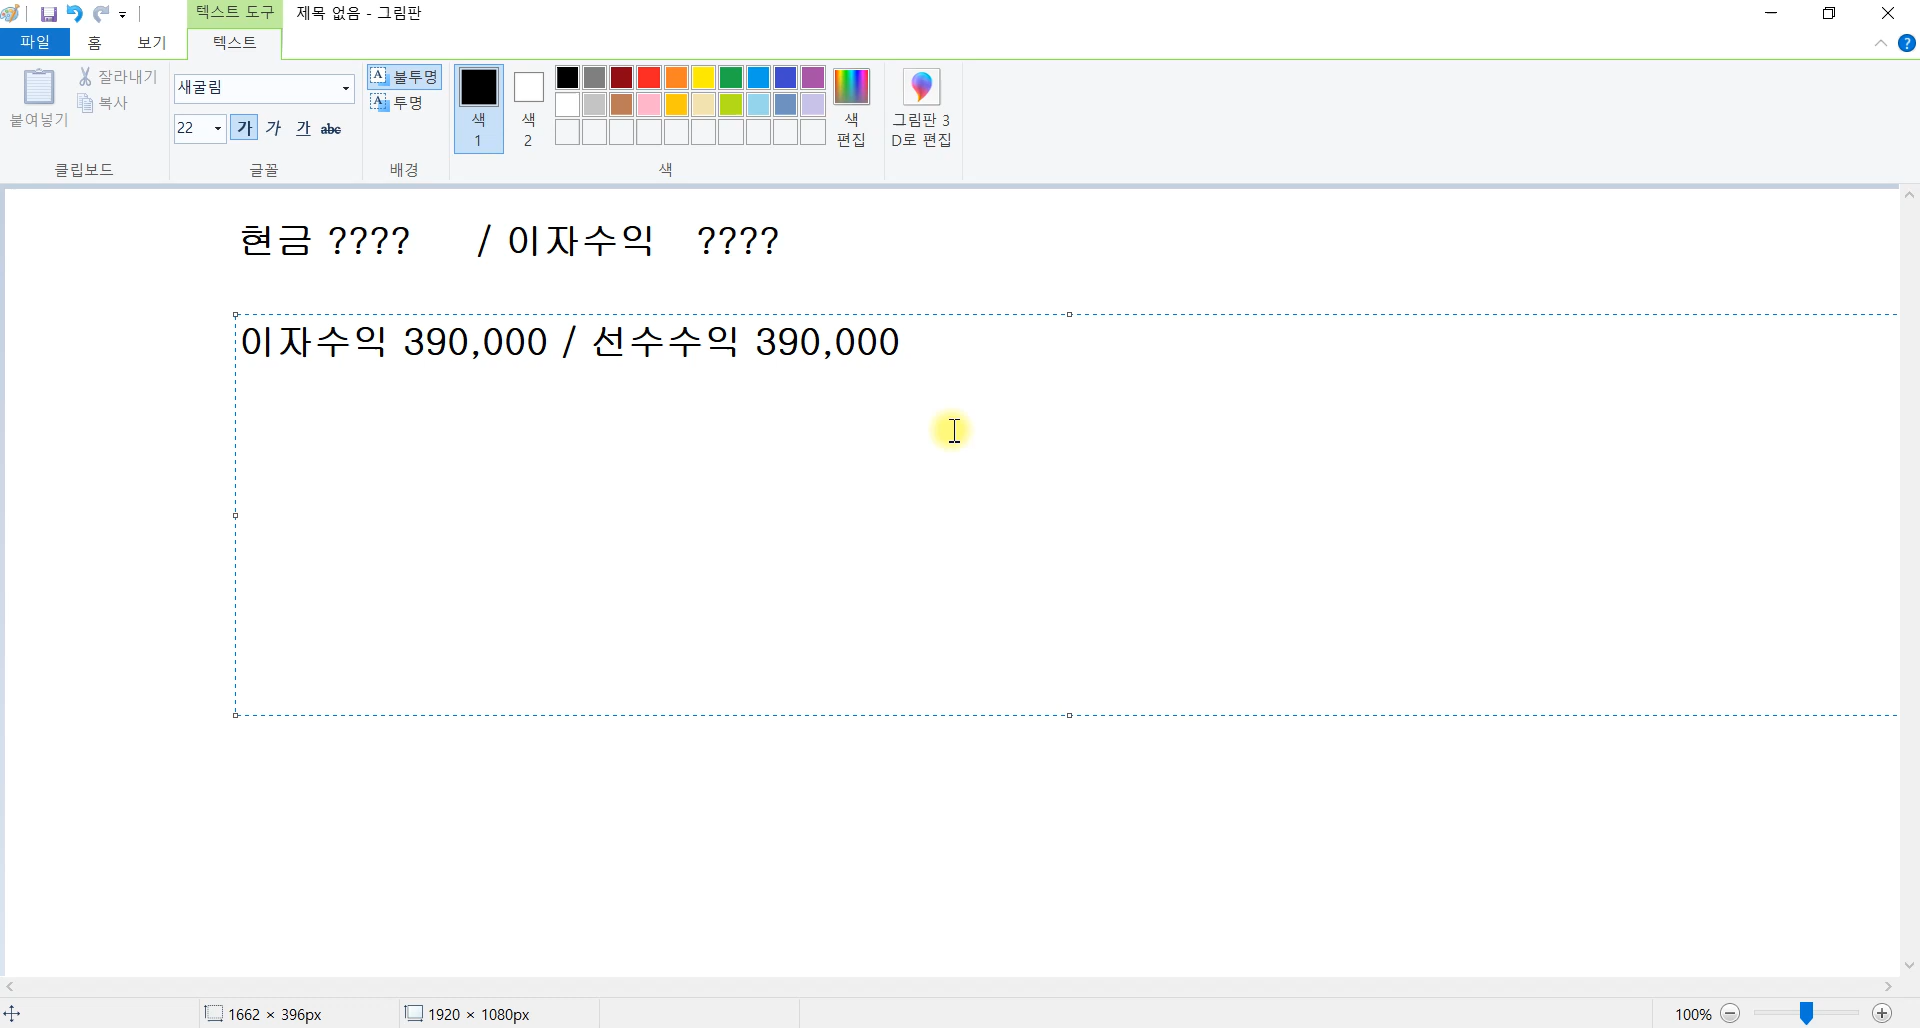 텍스트 도구 제목 없음 - 그림판
파일 홈 보기 텍스트
붙여넣기 잘라내기 복사
클립보드
새굴림
22 가 가 가 abc
글꼴
A 불투명
A 투명
배경
색 1
색 2
색 편집
색
그림판 3
D로 편집
현금 ???? / 이자수익 ????
이자수익 390,000 / 선수수익 390,000
1662 × 396px 1920 × 1080px 100%